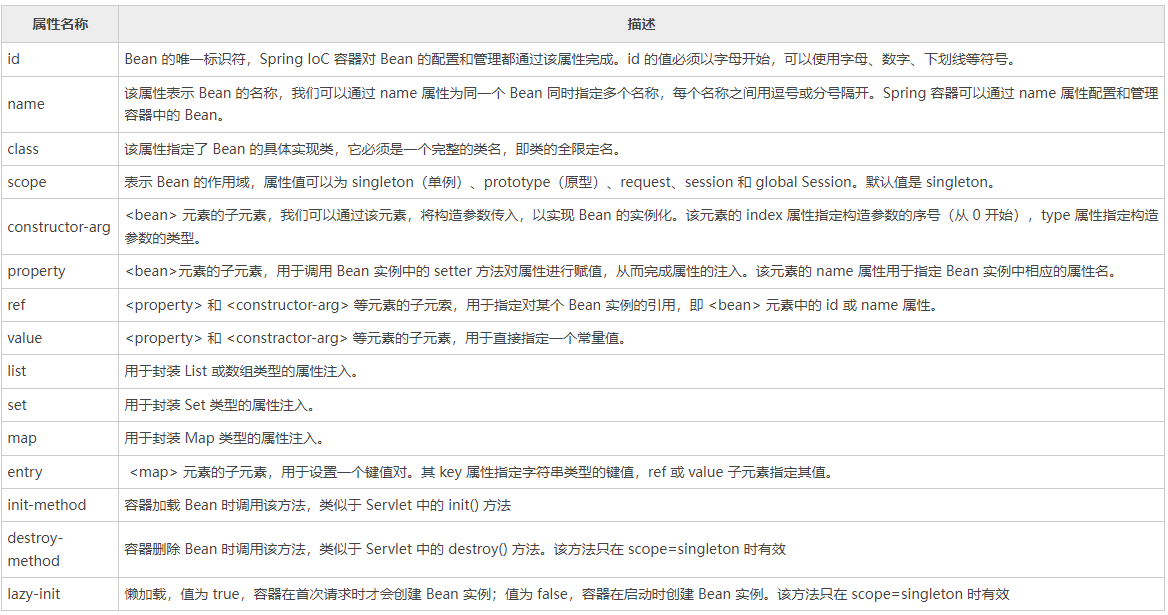 属性名称 描述
id Bean 的唯一标识符，Spring IoC 容器对 Bean 的配置和管理都通过该属性完成。id 的值必须以字母开始，可以使用字母、数字、下划线等符号。
name 该属性表示 Bean 的名称，我们可以通过 name 属性为同一个 Bean 同时指定多个名称，每个名称之间用逗号或分号隔开。Spring 容器可以通过 name 属性配置和管理
容器中的 Bean。
class 该属性指定了 Bean 的具体实现类，它必须是一个完整的类名，即类的全限定名。
scope 表示 Bean 的作用域，属性值可以为 singleton（单例）、prototype（原型）、request、session 和 global Session。默认值是 singleton。
constructor-arg <bean> 元素的子元素，我们可以通过该元素，将构造参数传入，以实现 Bean 的实例化。该元素的 index 属性指定构造参数的序号（从 0 开始），type 属性指定构造
参数的类型。
property <bean>元素的子元素，用于调用 Bean 实例中的 setter 方法对属性进行赋值，从而完成属性的注入。该元素的 name 属性用于指定 Bean 实例中相应的属性名。
ref <property> 和 <constructor-arg> 等元素的子元索，用于指定对某个 Bean 实例的引用，即 <bean> 元素中的 id 或 name 属性。
value <property> 和 <constractor-arg> 等元素的子元素，用于直接指定一个常量值。
list 用于封装 List 或数组类型的属性注入。
set 用于封装 Set 类型的属性注入。
map 用于封装 Map 类型的属性注入。
entry <map> 元素的子元素，用于设置一个键值对。其 key 属性指定字符串类型的键值，ref 或 value 子元素指定其值。
init-method 容器加载 Bean 时调用该方法，类似于 Servlet 中的 init() 方法
destroy-
method 容器删除 Bean 时调用该方法，类似于 Servlet 中的 destroy() 方法。该方法只在 scope=singleton 时有效
lazy-init 懒加载，值为 true，容器在首次请求时才会创建 Bean 实例；值为 false，容器在启动时创建 Bean 实例。该方法只在 scope=singleton 时有效